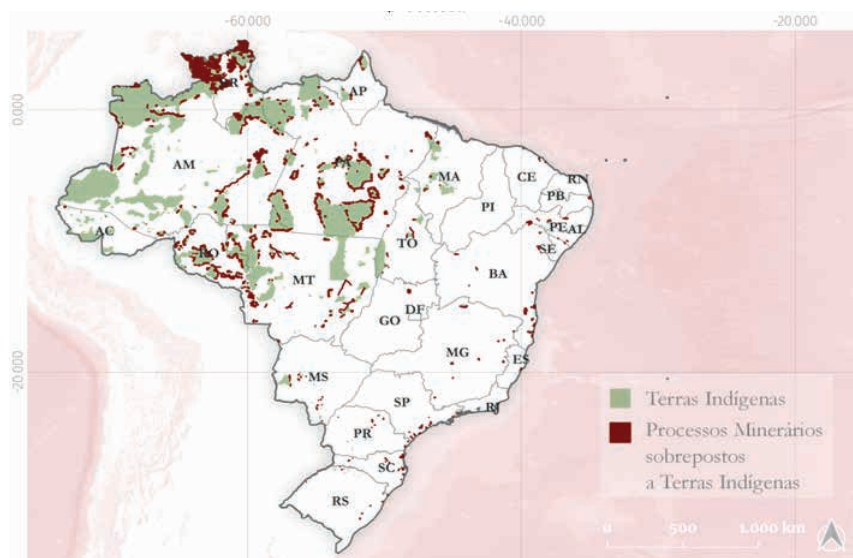 -60.000 -40.000 -20.000
0.000
RR
AP
AM
PA
MA
CE
RN
PB
PI
PE
AL
AC
RO
TO
SE
BA
MT
DF
GO
MG
ES
-20.000
MS
SP
RJ
PR
SC
RS
Terras Indígenas
Processos Minerários
sobrepostos
a Terras Indígenas
0 500 1.000 km